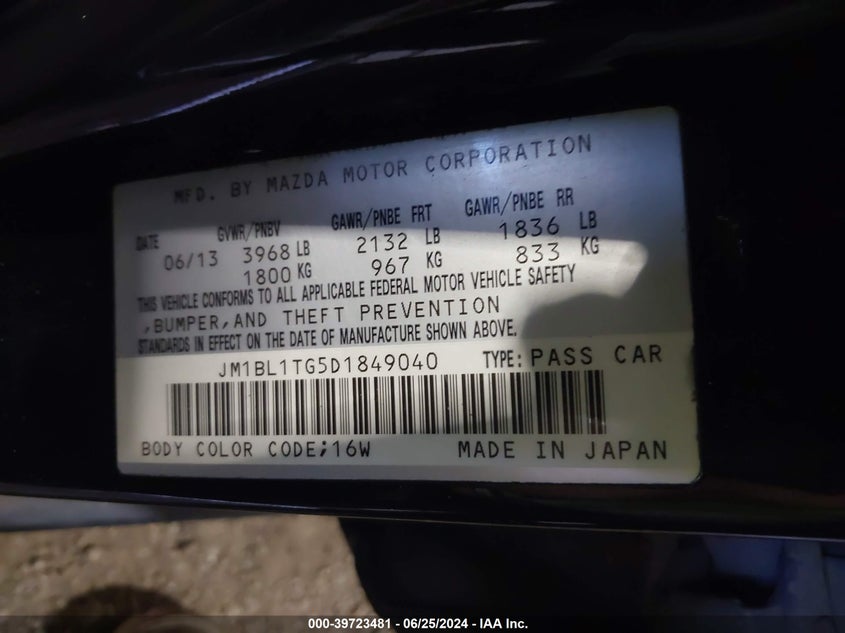 MFD. BY MAZDA MOTOR CORPORATION
DATE GVWR/PNBV GAWR/PNBE FRT GAWR/PNBE RR
06/13 3968 LB 2132 LB 1836 LB
1800 KG 967 KG 833 KG
THIS VEHICLE CONFORMS TO ALL APPLICABLE FEDERAL MOTOR VEHICLE SAFETY
,BUMPER,AND THEFT PREVENTION
STANDARDS IN EFFECT ON THE DATE OF MANUFACTURE SHOWN ABOVE.
JM1BL1TG5D1849040 TYPE: PASS CAR
BODY COLOR CODE;16W MADE IN JAPAN
000-39723481 - 06/25/2024 - IAA Inc.